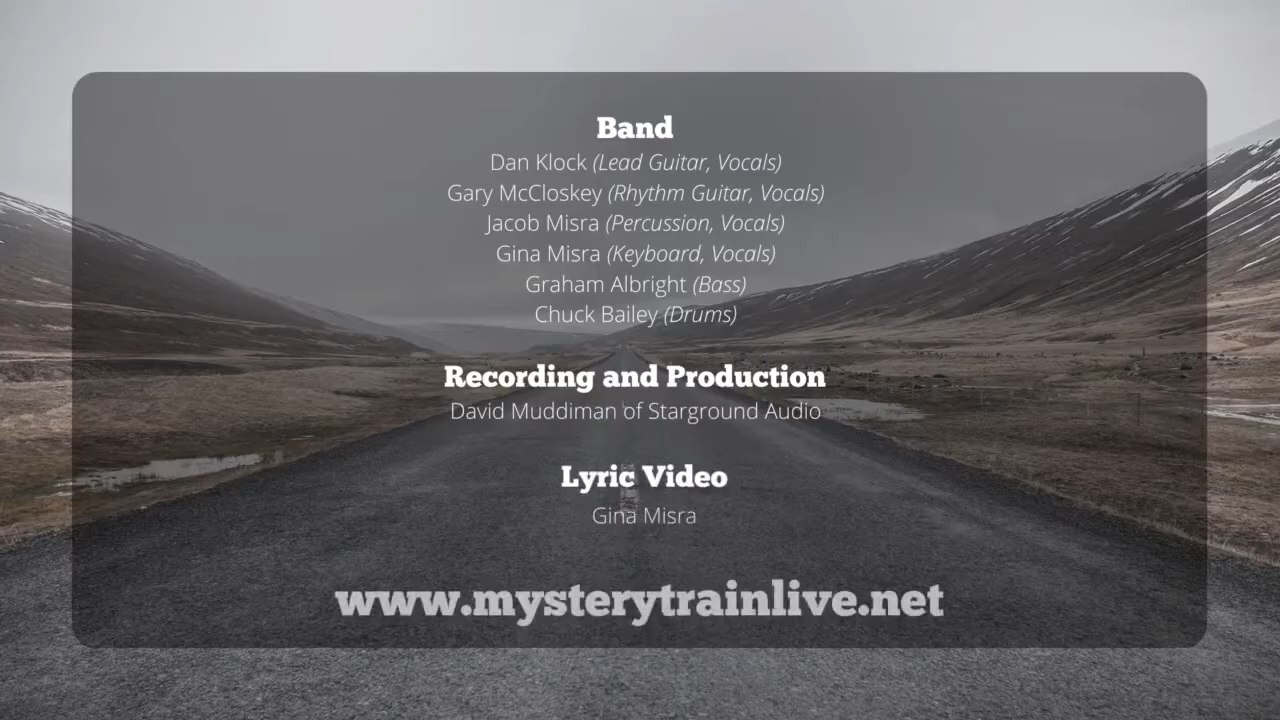 Band
Dan Klock (Lead Guitar, Vocals)
Gary McCloskey (Rhythm Guitar, Vocals)
Jacob Misra (Percussion, Vocals)
Gina Misra (Keyboard, Vocals)
Graham Albright (Bass)
Chuck Bailey (Drums)
Recording and Production
David Muddiman of Starground Audio
Lyric Video
Gina Misra
www.mysterytrainlive.net